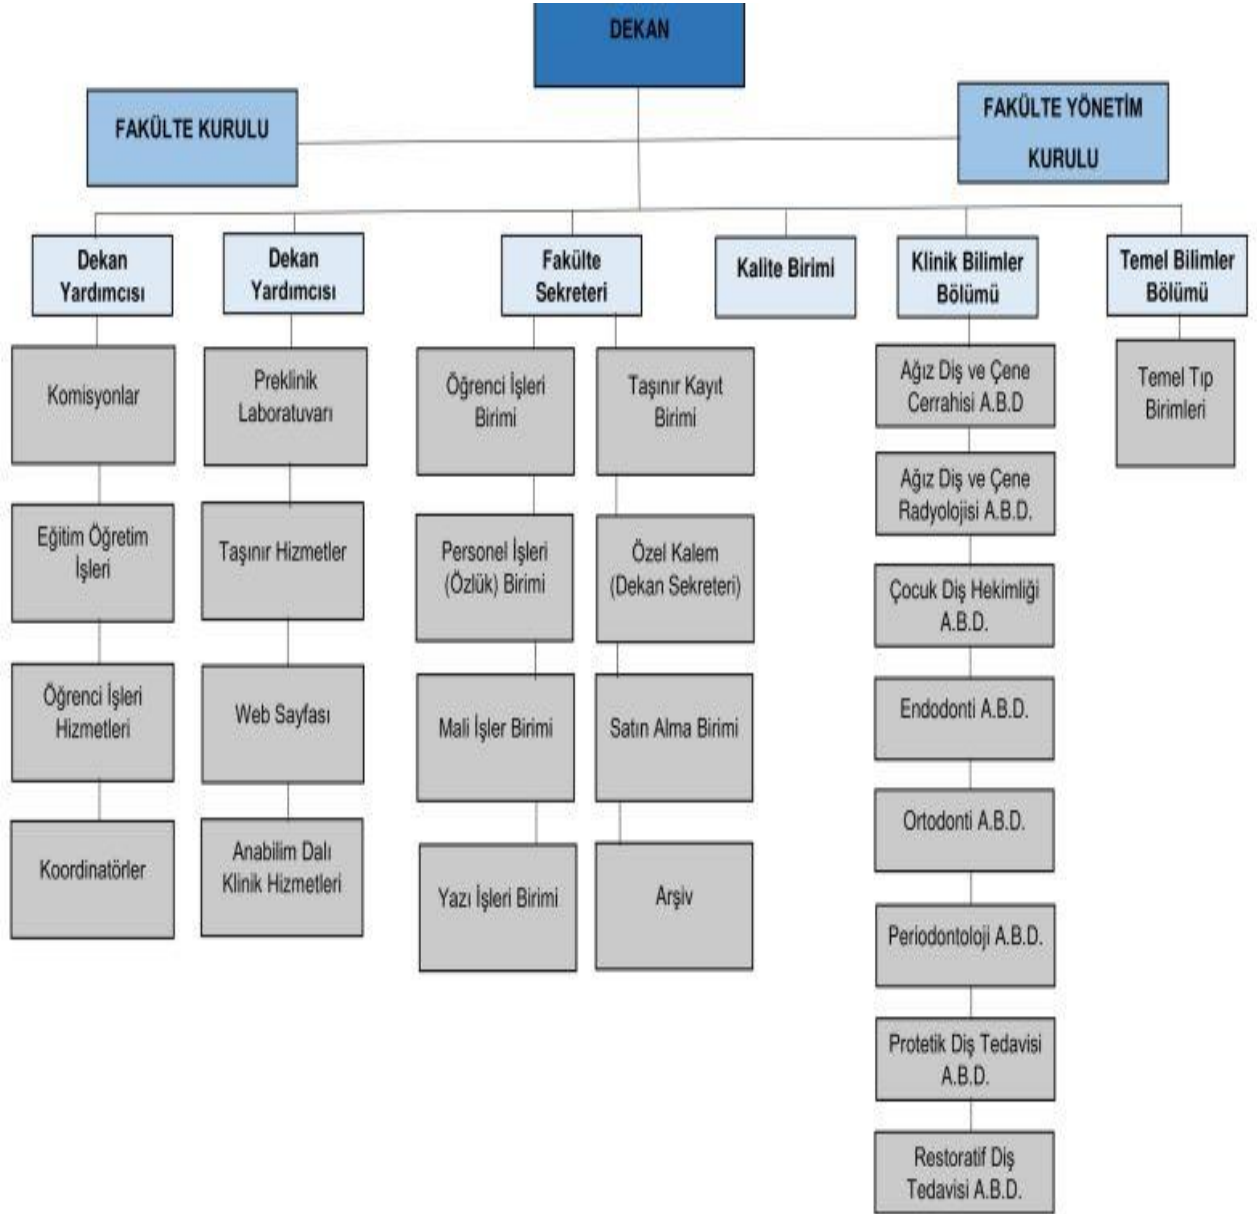 DEKAN
FAKÜLTE KURULU
FAKÜLTE YÖNETİM
KURULU
Dekan
Yardımcısı
Dekan
Yardımcısı
Fakülte
Sekreteri
Kalite Birimi
Klinik Bilimler
Bölümü
Temel Bilimler
Bölümü
Komisyonlar
Eğitim Öğretim
İşleri
Öğrenci İşleri
Hizmetleri
Koordinatörler
Preklinik
Laboratuvarı
Taşınır Hizmetler
Web Sayfası
Anabilim Dalı
Klinik Hizmetleri
Öğrenci İşleri
Birimi
Personel İşleri
(Özlük) Birimi
Mali İşler Birimi
Yazı İşleri Birimi
Taşınır Kayıt
Birimi
Özel Kalem
(Dekan Sekreteri)
Satın Alma Birimi
Arşiv
Ağız Diş ve Çene
Cerrahisi A.B.D
Ağız Diş ve Çene
Radyolojisi A.B.D.
Çocuk Diş Hekimliği
A.B.D.
Endodonti A.B.D.
Ortodonti A.B.D.
Periodontoloji A.B.D.
Protetik Diş Tedavisi
A.B.D.
Restoratif Diş
Tedavisi A.B.D.
Temel Tıp
Birimleri